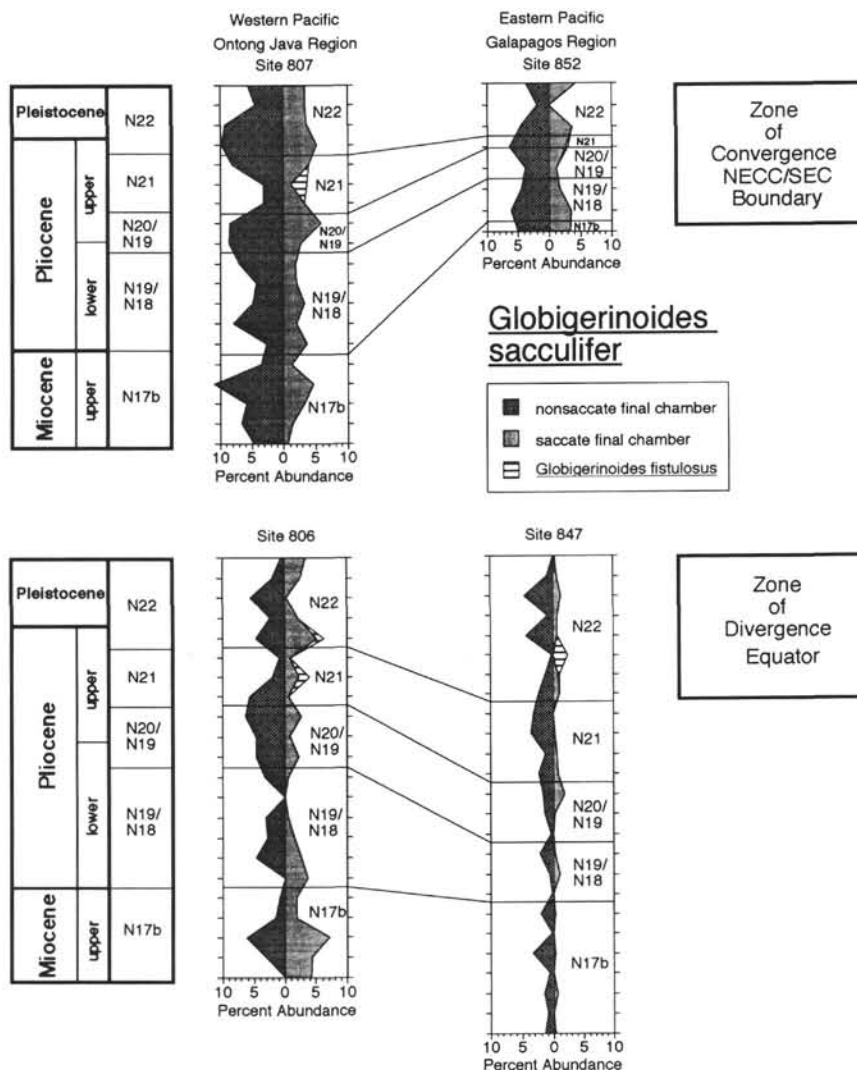 Western Pacific
Ontong Java Region
Site 807
Eastern Pacific
Galapagos Region
Site 852
Pleistocene
Pliocene
upper
lower
Miocene
upper
N22
N21
N20/
N19
N19/
N18
N17b
N22
N21
N20/
N19
N19/
N18
N17b
10 5 0 5 10
Percent Abundance
N22
N21
N20/
N19
N19/
N18
N17b
10 5 0 5 10
Percent Abundance
Zone
of
Convergence
NECC/SEC
Boundary
Globigerinoides
sacculifer
nonsaccate final chamber
saccate final chamber
Globigerinoides fistulosus
Site 806
Site 847
Pleistocene
Pliocene
upper
lower
Miocene
upper
N22
N21
N20/
N19
N19/
N18
N17b
N22
N21
N20/
N19
N19/
N18
N17b
10 5 0 5 10
Percent Abundance
N22
N21
N20/
N19
N19/
N18
N17b
10 5 0 5 10
Percent Abundance
Zone
of
Divergence
Equator